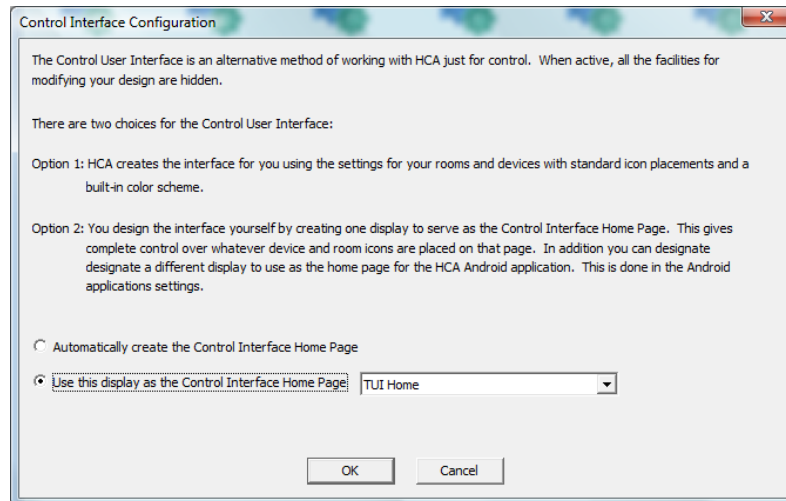 Control Interface Configuration
The Control User Interface is an alternative method of working with HCA just for control. When active, all the facilities for
modifying your design are hidden.
There are two choices for the Control User Interface:
Option 1: HCA creates the interface for you using the settings for your rooms and devices with standard icon placements and a
built-in color scheme.
Option 2: You design the interface yourself by creating one display to serve as the Control Interface Home Page. This gives
complete control over whatever device and room icons are placed on that page. In addition you can designate
designate a different display to use as the home page for the HCA Android application. This is done in the Android
applications settings.
Automatically create the Control Interface Home Page
Use this display as the Control Interface Home Page TUI Home
OK Cancel